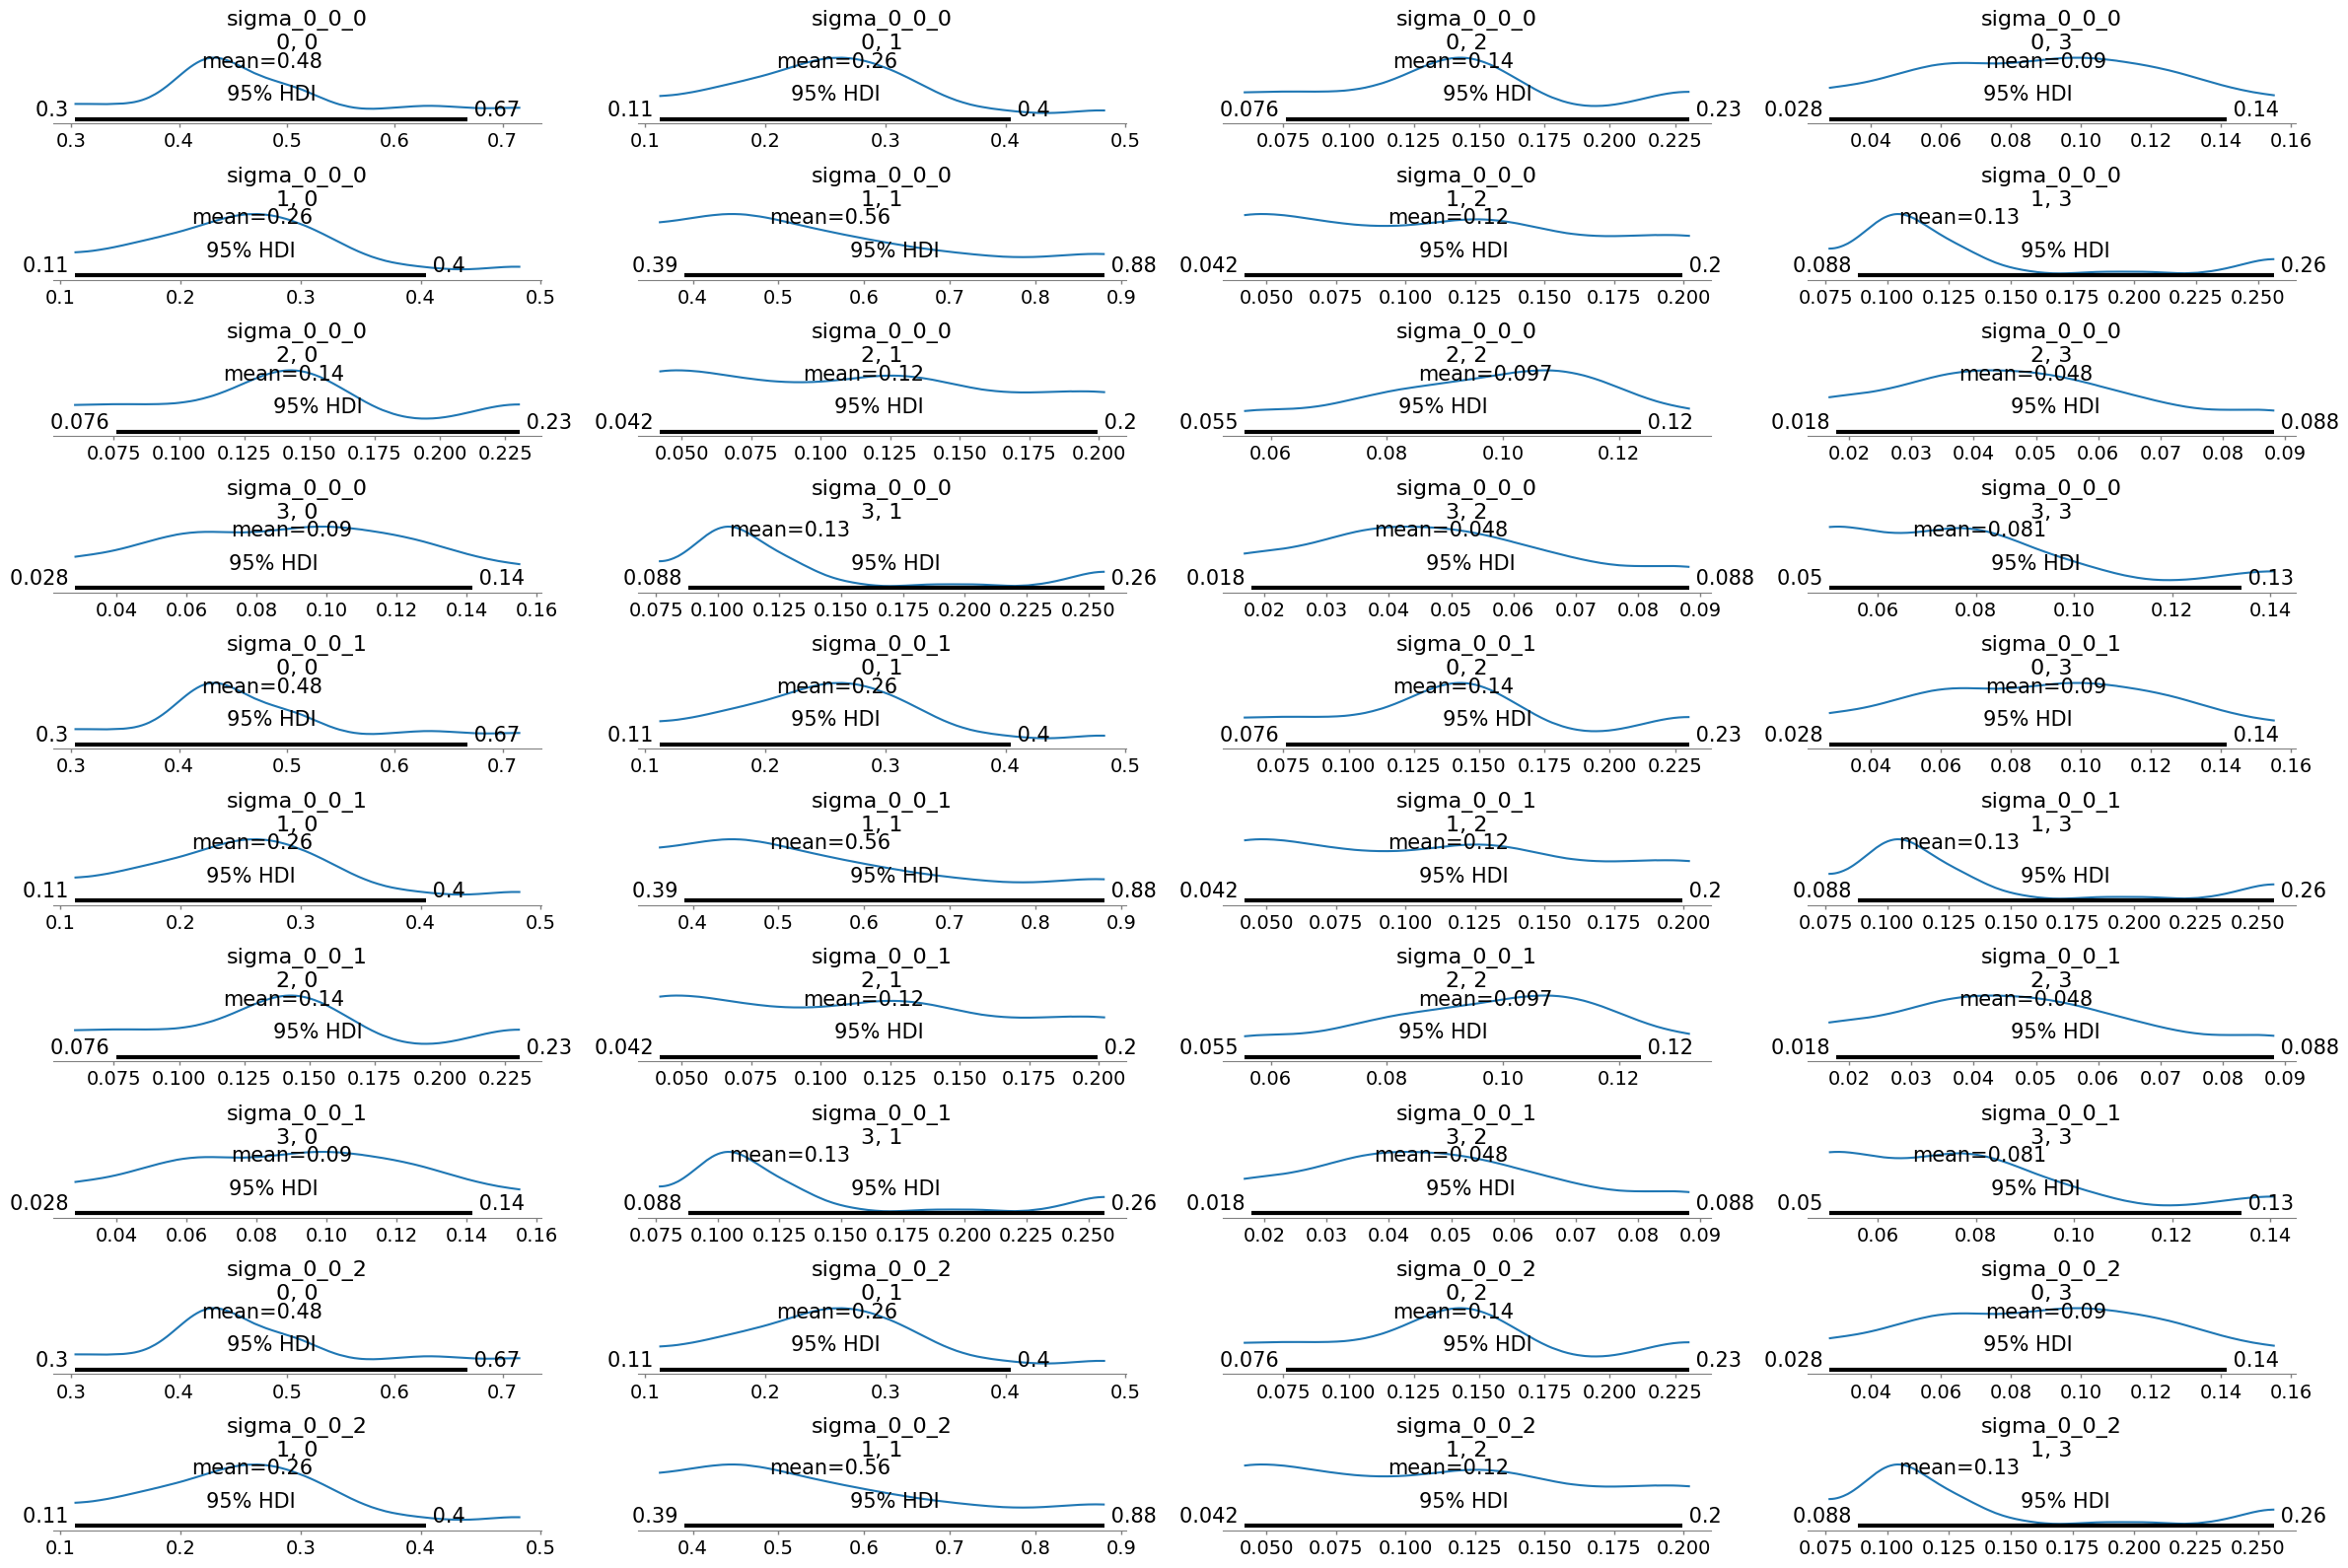 sigma_0_0_0
0, 0
mean=0.48
95% HDI
0.3 0.67
0.3 0.4 0.5 0.6 0.7
sigma_0_0_0
0, 1
mean=0.26
95% HDI
0.11 0.4
0.1 0.2 0.3 0.4 0.5
sigma_0_0_0
0, 2
mean=0.14
95% HDI
0.076 0.23
0.075 0.100 0.125 0.150 0.175 0.200 0.225
sigma_0_0_0
0, 3
mean=0.09
95% HDI
0.028 0.14
0.04 0.06 0.08 0.10 0.12 0.14 0.16
sigma_0_0_0
1, 0
mean=0.26
95% HDI
0.11 0.4
0.1 0.2 0.3 0.4 0.5
sigma_0_0_0
1, 1
mean=0.56
95% HDI
0.39 0.88
0.4 0.5 0.6 0.7 0.8 0.9
sigma_0_0_0
1, 2
mean=0.12
95% HDI
0.042 0.2
0.050 0.075 0.100 0.125 0.150 0.175 0.200
sigma_0_0_0
1, 3
mean=0.13
95% HDI
0.088 0.26
0.075 0.100 0.125 0.150 0.175 0.200 0.225 0.250
sigma_0_0_0
2, 0
mean=0.14
95% HDI
0.076 0.23
0.075 0.100 0.125 0.150 0.175 0.200 0.225
sigma_0_0_0
2, 1
mean=0.12
95% HDI
0.042 0.2
0.050 0.075 0.100 0.125 0.150 0.175 0.200
sigma_0_0_0
2, 2
mean=0.097
95% HDI
0.055 0.12
0.06 0.08 0.10 0.12
sigma_0_0_0
2, 3
mean=0.048
95% HDI
0.018 0.088
0.02 0.03 0.04 0.05 0.06 0.07 0.08 0.09
sigma_0_0_0
3, 0
mean=0.09
95% HDI
0.028 0.14
0.04 0.06 0.08 0.10 0.12 0.14 0.16
sigma_0_0_0
3, 1
mean=0.13
95% HDI
0.088 0.26
0.075 0.100 0.125 0.150 0.175 0.200 0.225 0.250
sigma_0_0_0
3, 2
mean=0.048
95% HDI
0.018 0.088
0.02 0.03 0.04 0.05 0.06 0.07 0.08 0.09
sigma_0_0_0
3, 3
mean=0.081
95% HDI
0.05 0.13
0.06 0.08 0.10 0.12 0.14
sigma_0_0_1
0, 0
mean=0.48
95% HDI
0.3 0.67
0.3 0.4 0.5 0.6 0.7
sigma_0_0_1
0, 1
mean=0.26
95% HDI
0.11 0.4
0.1 0.2 0.3 0.4 0.5
sigma_0_0_1
0, 2
mean=0.14
95% HDI
0.076 0.23
0.075 0.100 0.125 0.150 0.175 0.200 0.225
sigma_0_0_1
0, 3
mean=0.09
95% HDI
0.028 0.14
0.04 0.06 0.08 0.10 0.12 0.14 0.16
sigma_0_0_1
1, 0
mean=0.26
95% HDI
0.11 0.4
0.1 0.2 0.3 0.4 0.5
sigma_0_0_1
1, 1
mean=0.56
95% HDI
0.39 0.88
0.4 0.5 0.6 0.7 0.8 0.9
sigma_0_0_1
1, 2
mean=0.12
95% HDI
0.042 0.2
0.050 0.075 0.100 0.125 0.150 0.175 0.200
sigma_0_0_1
1, 3
mean=0.13
95% HDI
0.088 0.26
0.075 0.100 0.125 0.150 0.175 0.200 0.225 0.250
sigma_0_0_1
2, 0
mean=0.14
95% HDI
0.076 0.23
0.075 0.100 0.125 0.150 0.175 0.200 0.225
sigma_0_0_1
2, 1
mean=0.12
95% HDI
0.042 0.2
0.050 0.075 0.100 0.125 0.150 0.175 0.200
sigma_0_0_1
2, 2
mean=0.097
95% HDI
0.055 0.12
0.06 0.08 0.10 0.12
sigma_0_0_1
2, 3
mean=0.048
95% HDI
0.018 0.088
0.02 0.03 0.04 0.05 0.06 0.07 0.08 0.09
sigma_0_0_1
3, 0
mean=0.09
95% HDI
0.028 0.14
0.04 0.06 0.08 0.10 0.12 0.14 0.16
sigma_0_0_1
3, 1
mean=0.13
95% HDI
0.088 0.26
0.075 0.100 0.125 0.150 0.175 0.200 0.225 0.250
sigma_0_0_1
3, 2
mean=0.048
95% HDI
0.018 0.088
0.02 0.03 0.04 0.05 0.06 0.07 0.08 0.09
sigma_0_0_1
3, 3
mean=0.081
95% HDI
0.05 0.13
0.06 0.08 0.10 0.12 0.14
sigma_0_0_2
0, 0
mean=0.48
95% HDI
0.3 0.67
0.3 0.4 0.5 0.6 0.7
sigma_0_0_2
0, 1
mean=0.26
95% HDI
0.11 0.4
0.1 0.2 0.3 0.4 0.5
sigma_0_0_2
0, 2
mean=0.14
95% HDI
0.076 0.23
0.075 0.100 0.125 0.150 0.175 0.200 0.225
sigma_0_0_2
0, 3
mean=0.09
95% HDI
0.028 0.14
0.04 0.06 0.08 0.10 0.12 0.14 0.16
sigma_0_0_2
1, 0
mean=0.26
95% HDI
0.11 0.4
0.1 0.2 0.3 0.4 0.5
sigma_0_0_2
1, 1
mean=0.56
95% HDI
0.39 0.88
0.4 0.5 0.6 0.7 0.8 0.9
sigma_0_0_2
1, 2
mean=0.12
95% HDI
0.042 0.2
0.050 0.075 0.100 0.125 0.150 0.175 0.200
sigma_0_0_2
1, 3
mean=0.13
95% HDI
0.088 0.26
0.075 0.100 0.125 0.150 0.175 0.200 0.225 0.250